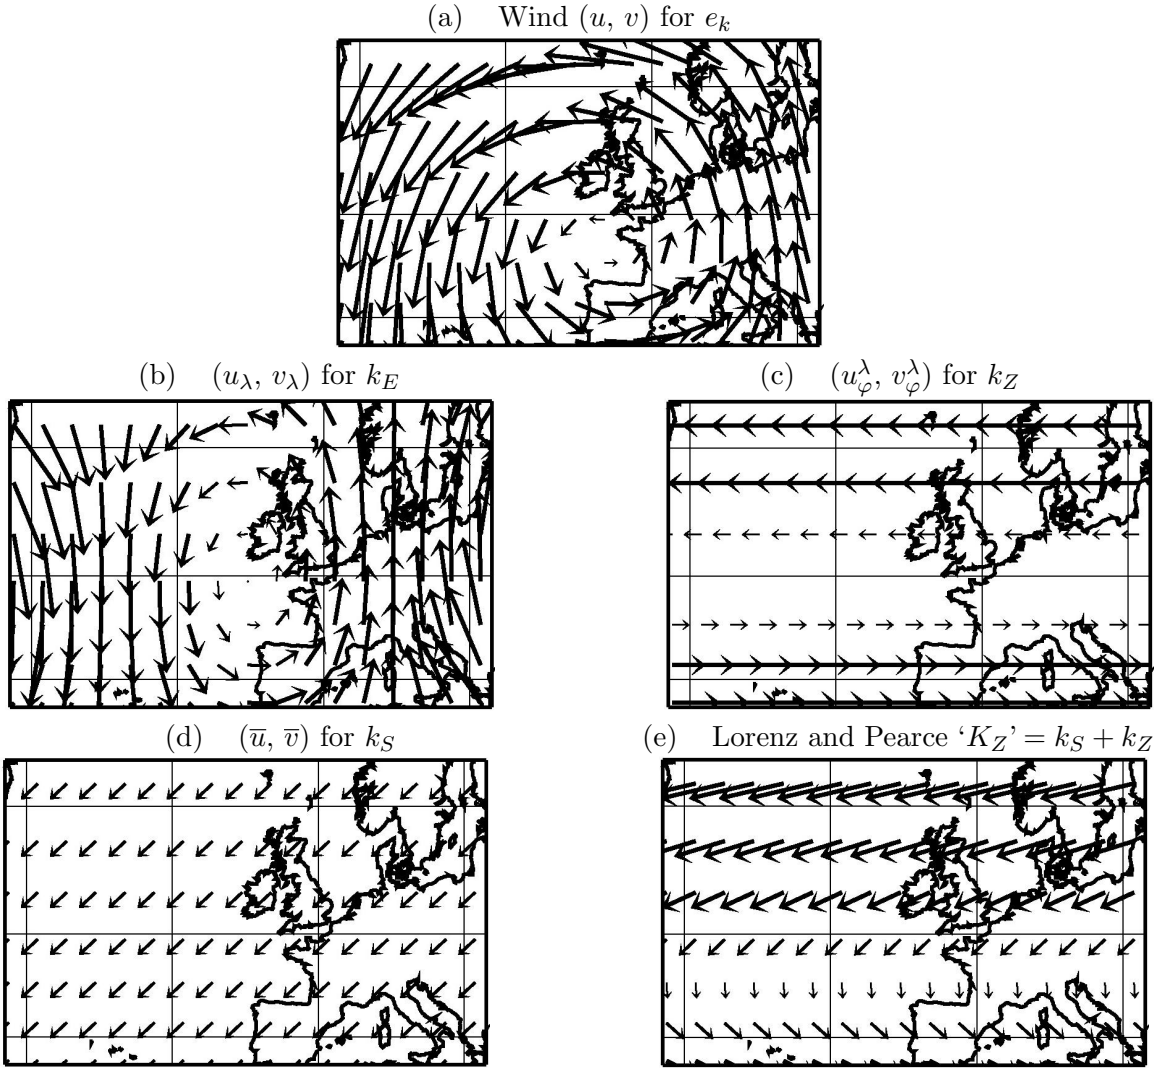 (a) Wind (u, v) for e_k
(b) (u_λ, v_λ) for k_E
(c) (u_φ^λ, v_φ^λ) for k_Z
(d) (u̅, v̅) for k_S
(e) Lorenz and Pearce ‘K_Z’ = k_S + k_Z